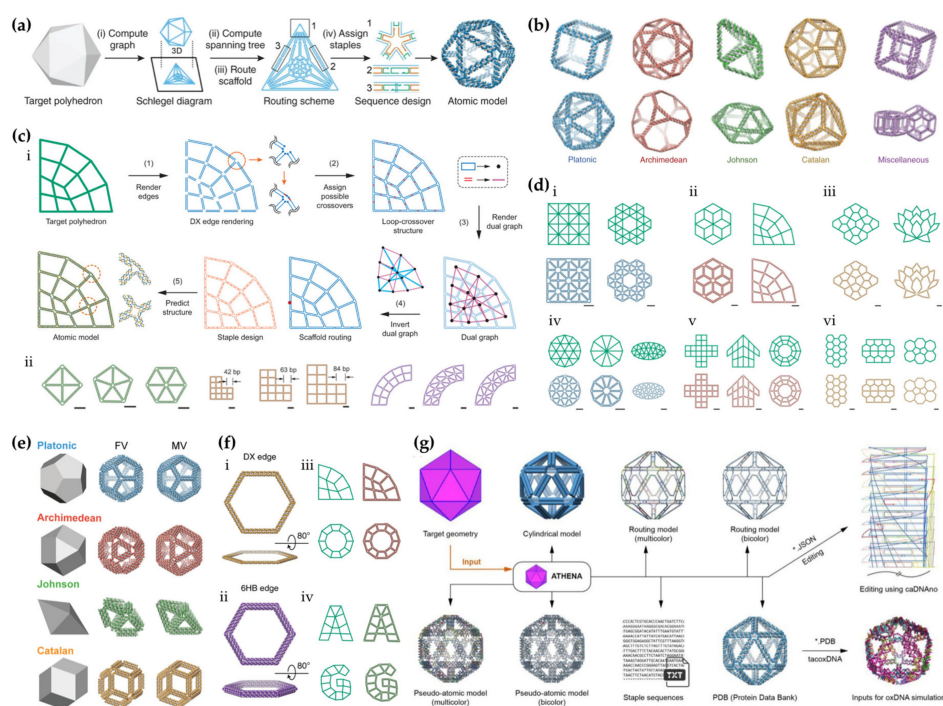 (a)
(i) Compute
graph
3D
Target polyhedron
Schlegel diagram
(ii) Compute
spanning tree
(iii) Route
scaffold
1
3
2
Routing scheme
(iv) Assign
staples
1
2
3
Sequence design
Atomic model
(b)
Platonic
Archimedean
Johnson
Catalan
Miscellaneous
(c)
i
Target polyhedron
(1)
Render
edges
DX edge rendering
(2)
Assign
possible
crossovers
Loop-crossover
structure
(3)
Render
dual graph
Dual graph
(4)
Invert
dual graph
Scaffold routing
Staple design
(5)
Predict
structure
Atomic model
ii
42 bp
63 bp
84 bp
(d)
i
ii
iii
iv
v
vi
(e)
Platonic
FV
MV
Archimedean
Johnson
Catalan
(f)
i
DX edge
80°
ii
6HB edge
80°
iii
iv
(g)
Target geometry
Cylindrical model
Routing model
(multicolor)
Routing model
(bicolor)
Input
ATHENA
*.JSON
Editing
Editing using caDNAno
Pseudo-atomic model
(multicolor)
Pseudo-atomic model
(bicolor)
TXT
Staple sequences
PDB (Protein Data Bank)
*.PDB
tacoxDNA
Inputs for oxDNA simulation